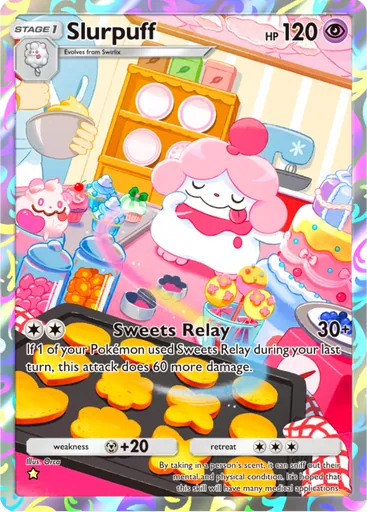 STAGE 1
Slurpuff
HP 120
Evolves from Swirlix
Sweets Relay 30+
If 1 of your Pokémon used Sweets Relay during your last
turn, this attack does 60 more damage.
weakness +20 retreat
Illus. Orco
By taking in a person's scent, it can sniff out their
mental and physical condition. It's hoped that
this skill will have many medical applications.